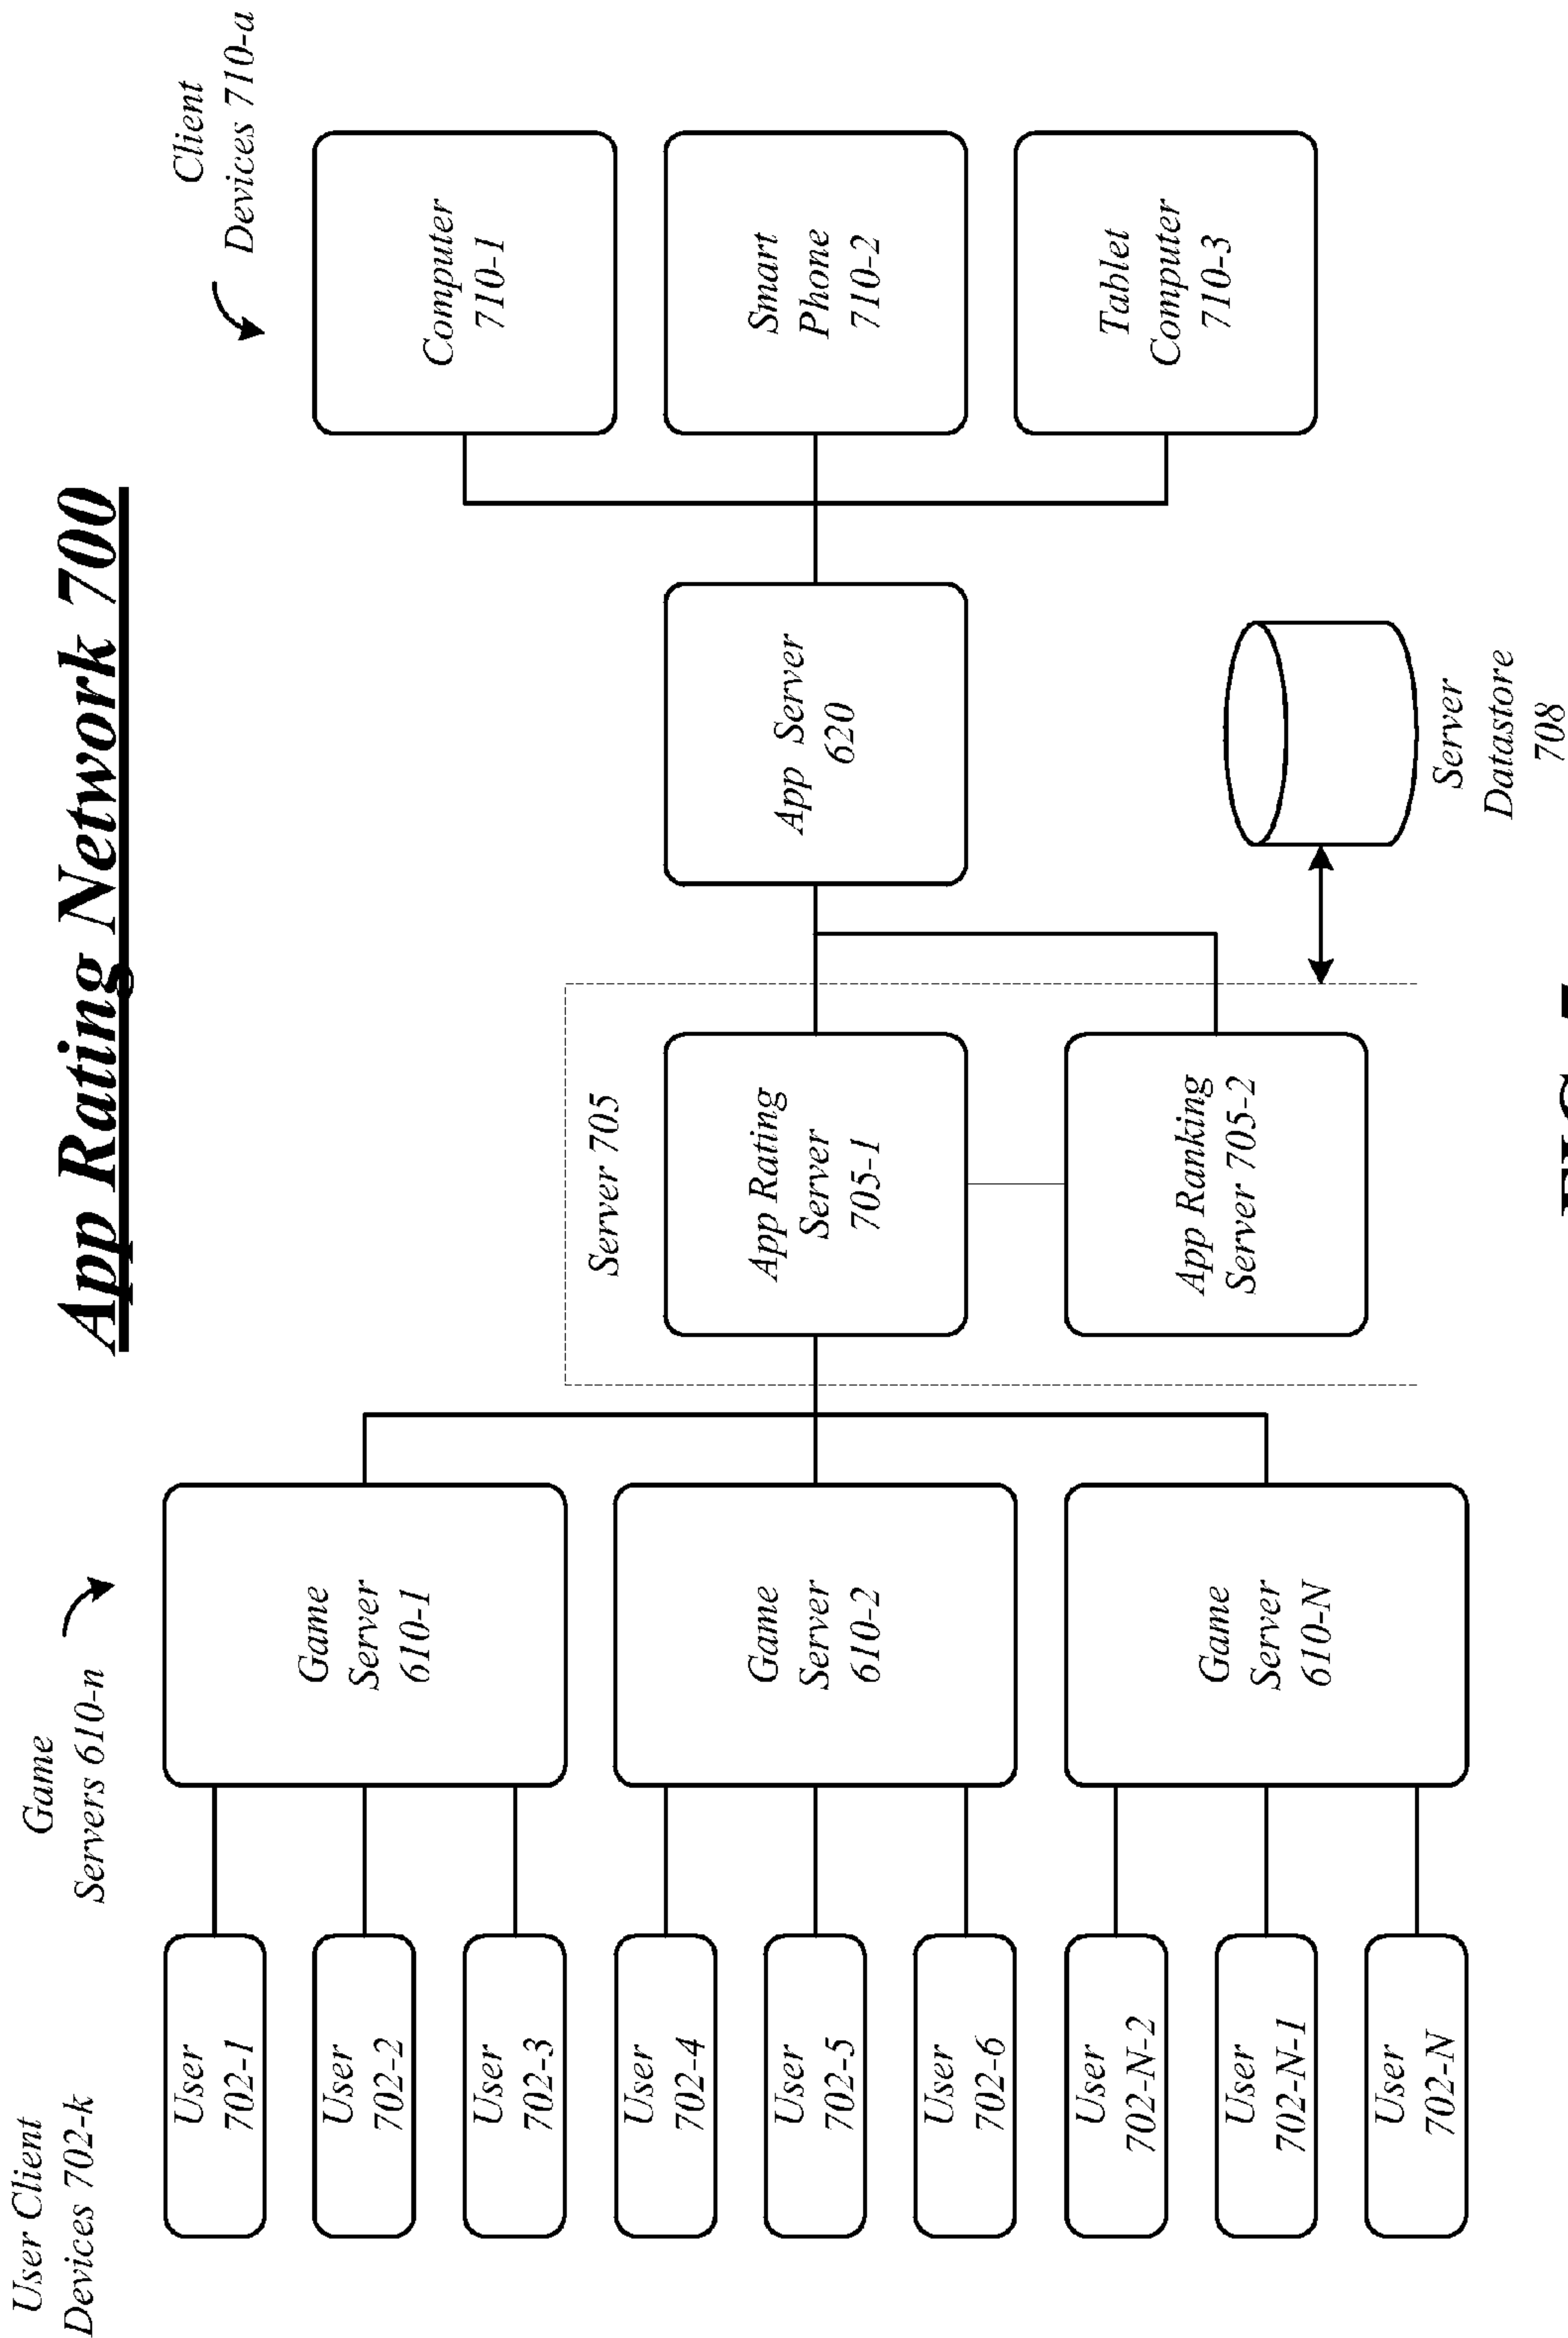 App Rating Network 700
User Client
Devices 702-k
Game
Servers 610-n
Client
Devices 710-a
User
702-1
User
702-2
User
702-3
User
702-4
User
702-5
User
702-6
User
702-N-2
User
702-N-1
User
702-N
Game
Server
610-1
Game
Server
610-2
Game
Server
610-N
Server 705
App Rating
Server
705-1
App Ranking
Server 705-2
App Server
620
Server
Datastore
708
Computer
710-1
Smart
Phone
710-2
Tablet
Computer
710-3